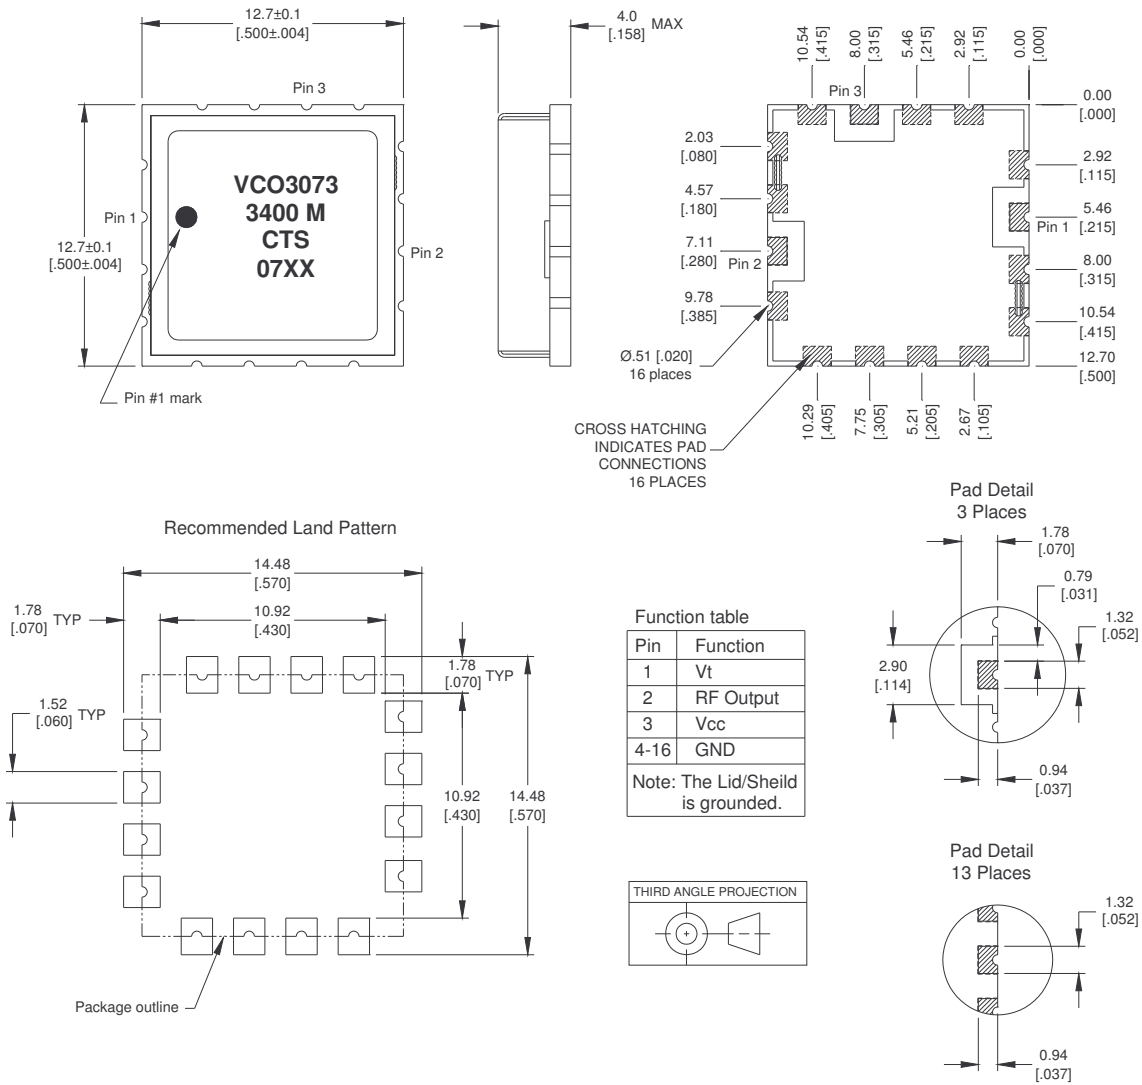 12.7±0.1
[.500±.004]
4.0
[.158]
MAX
10.54
[.415]
8.00
[.315]
5.46
[.215]
2.92
[.115]
0.00
[.000]
Pin 3
VCO3073
3400 M
CTS
07XX
Pin 1
Pin 2
12.7±0.1
[.500±.004]
Pin #1 mark
Pin 3
0.00
[.000]
2.92
[.115]
5.46
[.215]
Pin 1
8.00
[.315]
10.54
[.415]
12.70
[.500]
2.03
[.080]
4.57
[.180]
7.11
[.280]
Pin 2
9.78
[.385]
Ø.51 [.020]
16 places
10.29
[.405]
7.75
[.305]
5.21
[.205]
2.67
[.105]
CROSS HATCHING
INDICATES PAD
CONNECTIONS
16 PLACES
Recommended Land Pattern
14.48
[.570]
1.78
[.070]
TYP
10.92
[.430]
1.78
[.070]
TYP
1.52
[.060]
TYP
10.92
[.430]
14.48
[.570]
Package outline
Function table
Pin Function
1 Vt
2 RF Output
3 Vcc
4-16 GND
Note: The Lid/Sheild
is grounded.
THIRD ANGLE PROJECTION
Pad Detail
3 Places
1.78
[.070]
0.79
[.031]
1.32
[.052]
2.90
[.114]
0.94
[.037]
Pad Detail
13 Places
1.32
[.052]
0.94
[.037]